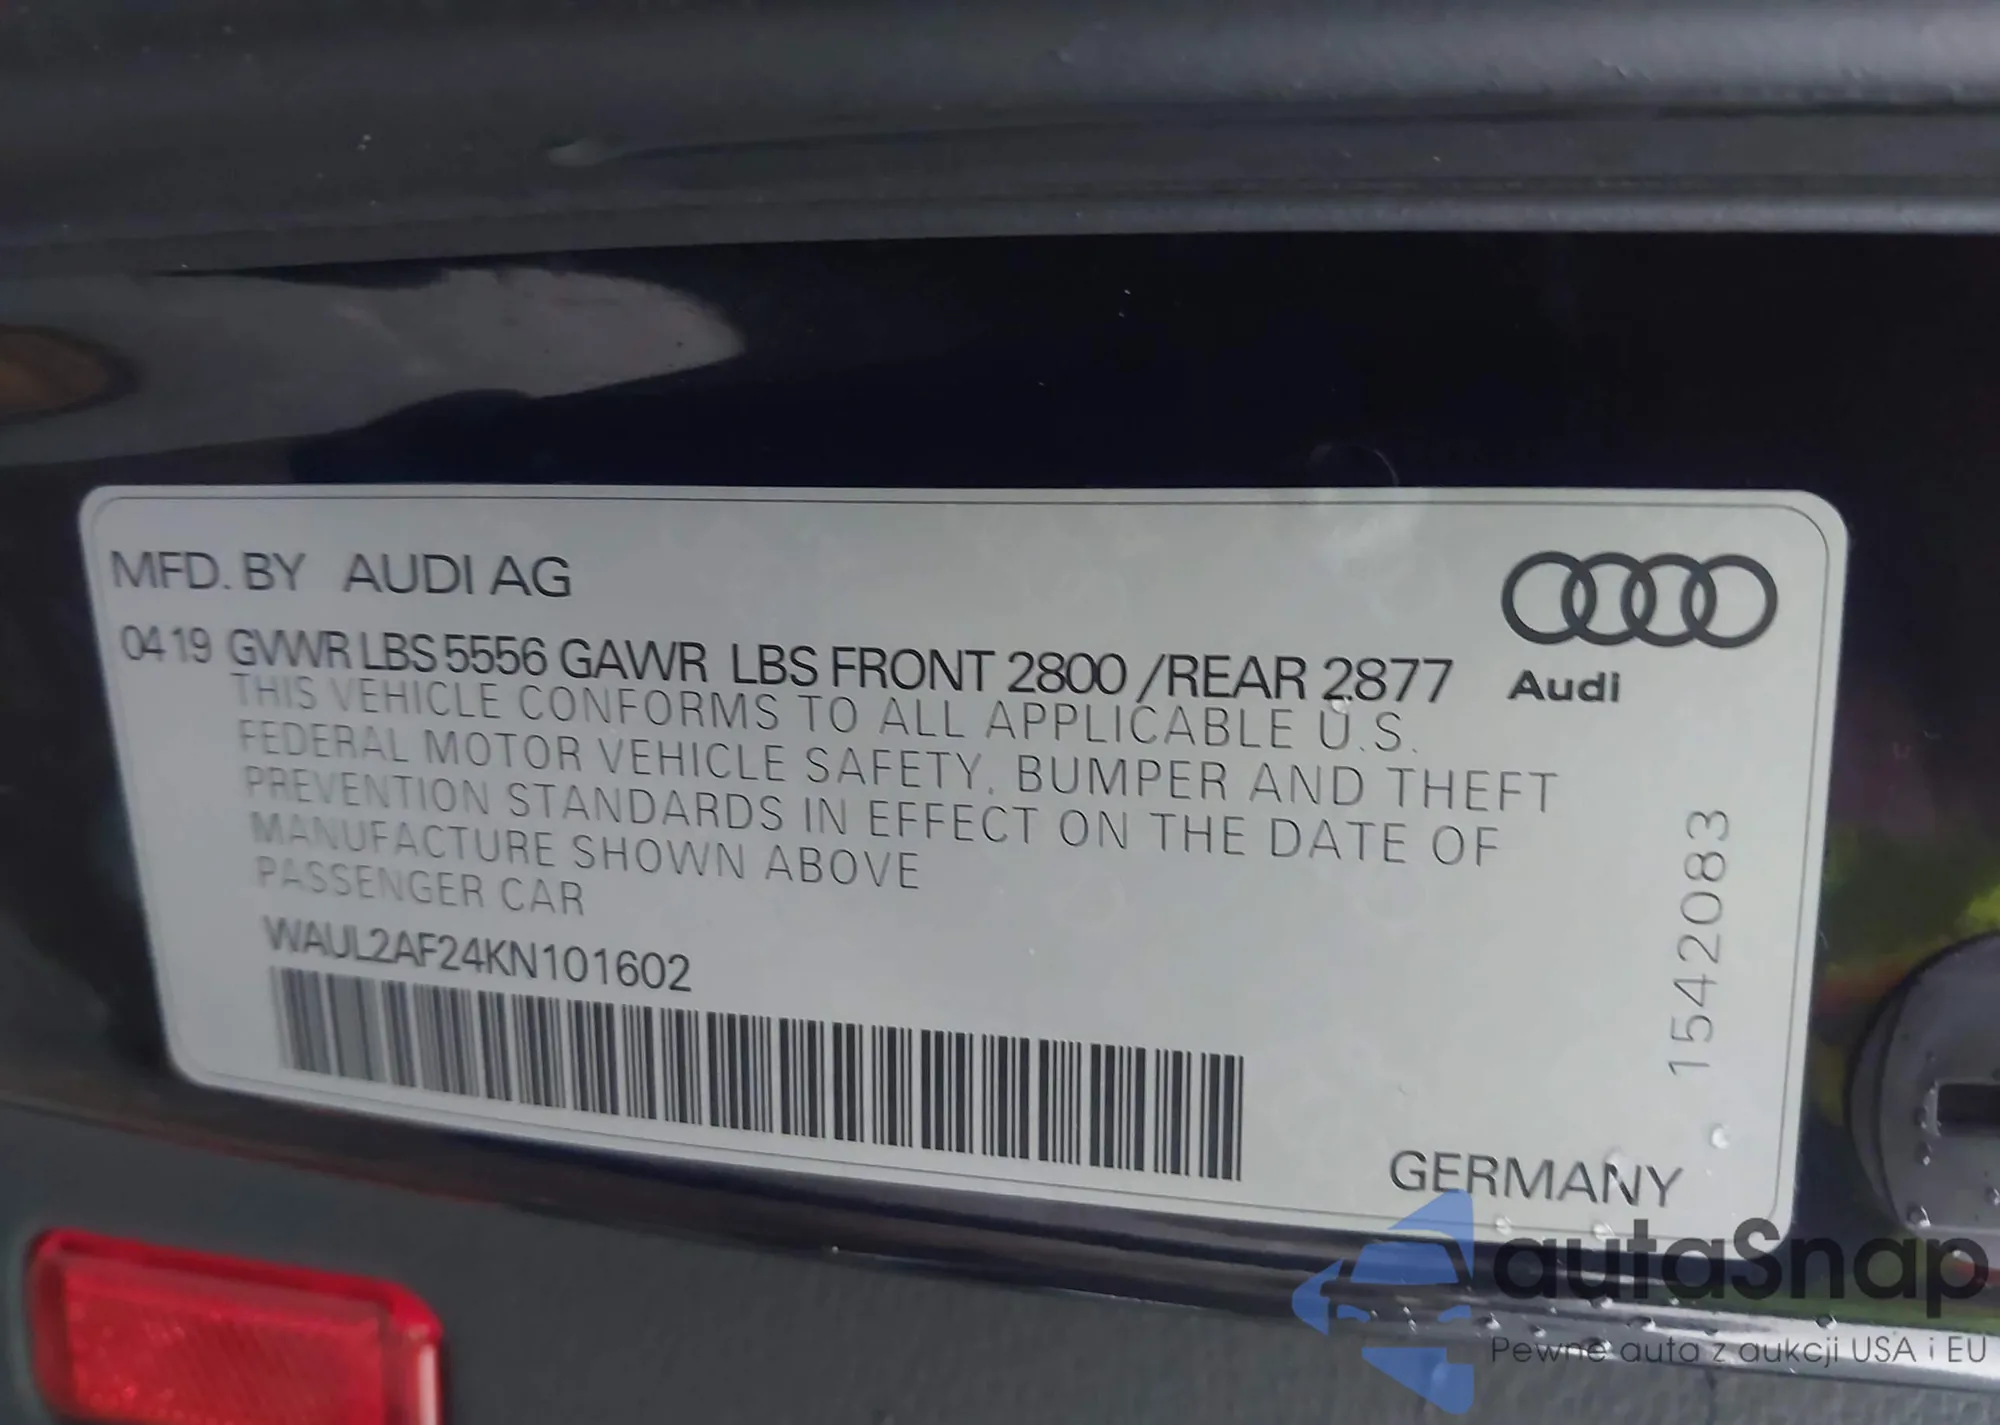 MFD. BY AUDI AG
04 19 GVWR LBS 5556 GAWR LBS FRONT 2800 /REAR 2877
Audi
THIS VEHICLE CONFORMS TO ALL APPLICABLE U.S.
FEDERAL MOTOR VEHICLE SAFETY, BUMPER AND THEFT
PREVENTION STANDARDS IN EFFECT ON THE DATE OF
MANUFACTURE SHOWN ABOVE
PASSENGER CAR
WAUL2AF24KN101602
1542083
GERMANY
autaSnap
Pewne auta z aukcji USA i EU